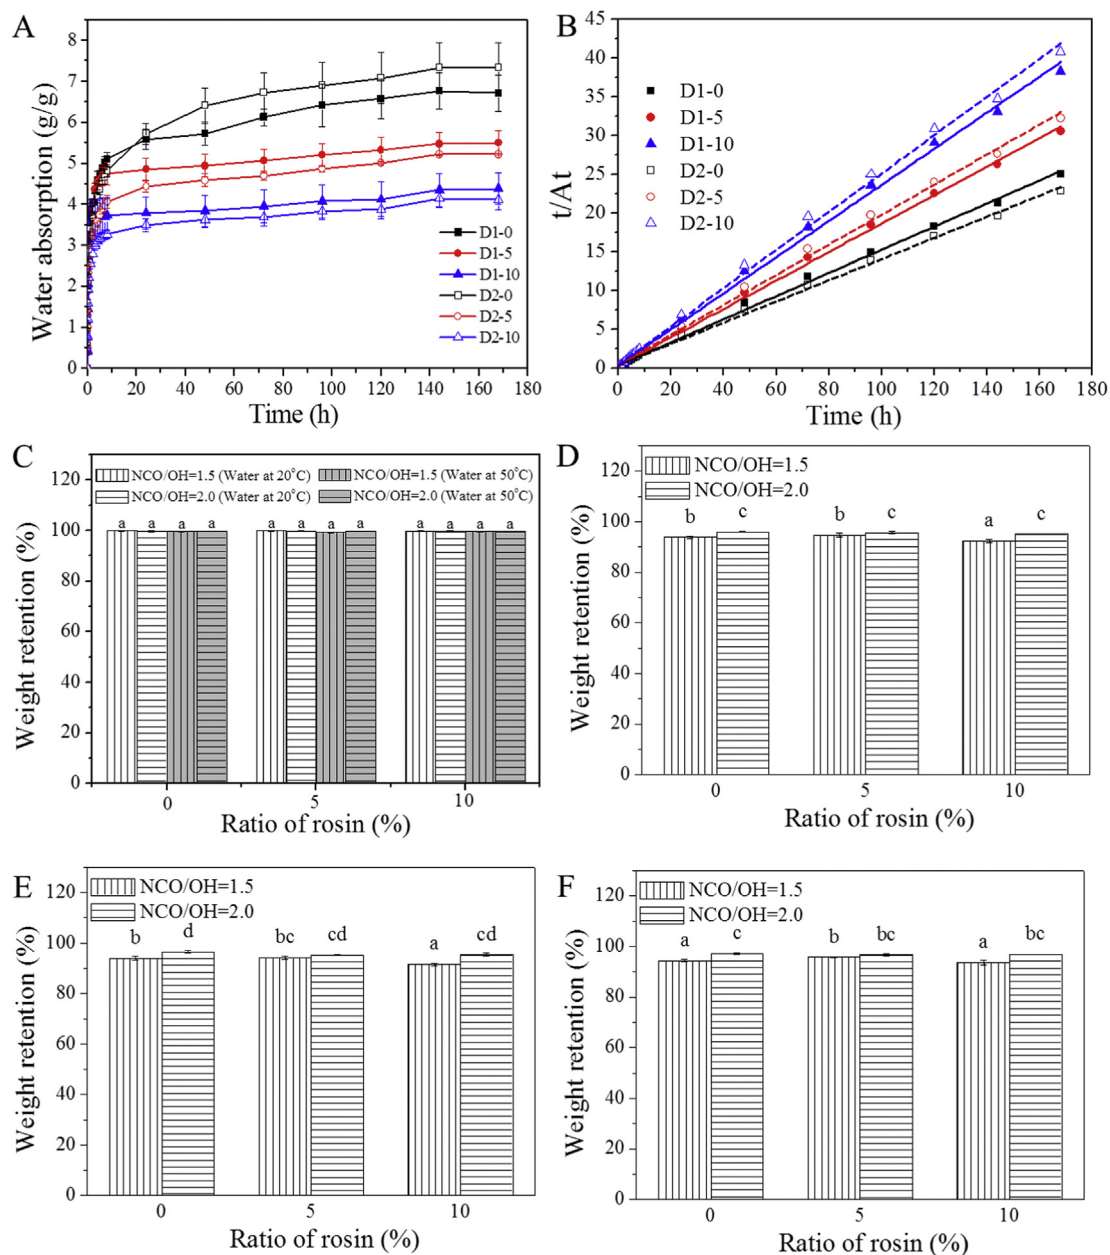 A
Water absorption (g/g)
8
7
6
5
4
3
2
1
0
0 20 40 60 80 100 120 140 160 180
Time (h)
D1-0
D1-5
D1-10
D2-0
D2-5
D2-10
B
t/At
45
40
35
30
25
20
15
10
5
0
0 20 40 60 80 100 120 140 160 180
Time (h)
D1-0
D1-5
D1-10
D2-0
D2-5
D2-10
C
Weight retention (%)
120
100
80
60
40
20
0
NCO/OH=1.5 (Water at 20°C)
NCO/OH=2.0 (Water at 20°C)
NCO/OH=1.5 (Water at 50°C)
NCO/OH=2.0 (Water at 50°C)
a a a a a a a a a a a a
0 5 10
Ratio of rosin (%)
D
Weight retention (%)
120
100
80
60
40
20
0
NCO/OH=1.5
NCO/OH=2.0
b c b c a c
0 5 10
Ratio of rosin (%)
E
Weight retention (%)
120
100
80
60
40
20
0
NCO/OH=1.5
NCO/OH=2.0
b d bc cd a cd
0 5 10
Ratio of rosin (%)
F
Weight retention (%)
120
100
80
60
40
20
0
NCO/OH=1.5
NCO/OH=2.0
a c b bc a bc
0 5 10
Ratio of rosin (%)